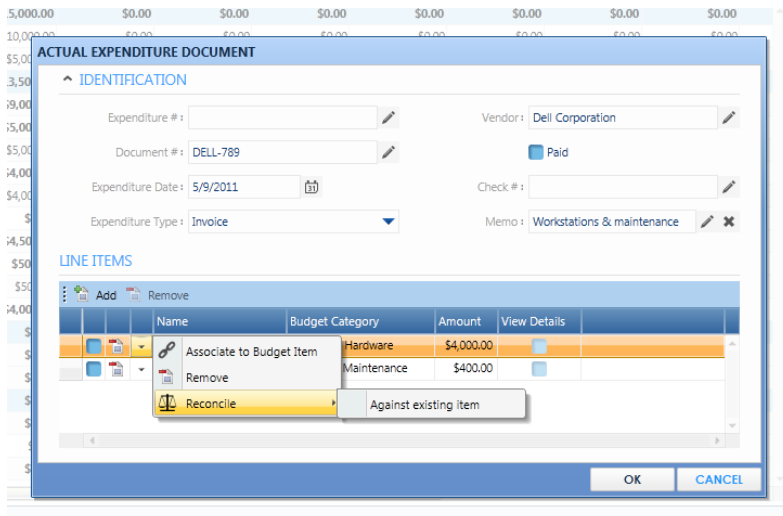 5,000.00 $0.00 $0.00 $0.00 $0.00 $0.00 $0.00 $0.00
ACTUAL EXPENDITURE DOCUMENT
IDENTIFICATION
Expenditure # :
Vendor : Dell Corporation
Document # : DELL-789
Paid
Expenditure Date : 5/9/2011 31
Check # :
Expenditure Type : Invoice
Memo : Workstations & maintenance
LINE ITEMS
Add Remove
Name Budget Category Amount View Details
Hardware $4,000.00
Maintenance $400.00
Associate to Budget Item
Remove
Reconcile
Against existing item
OK CANCEL